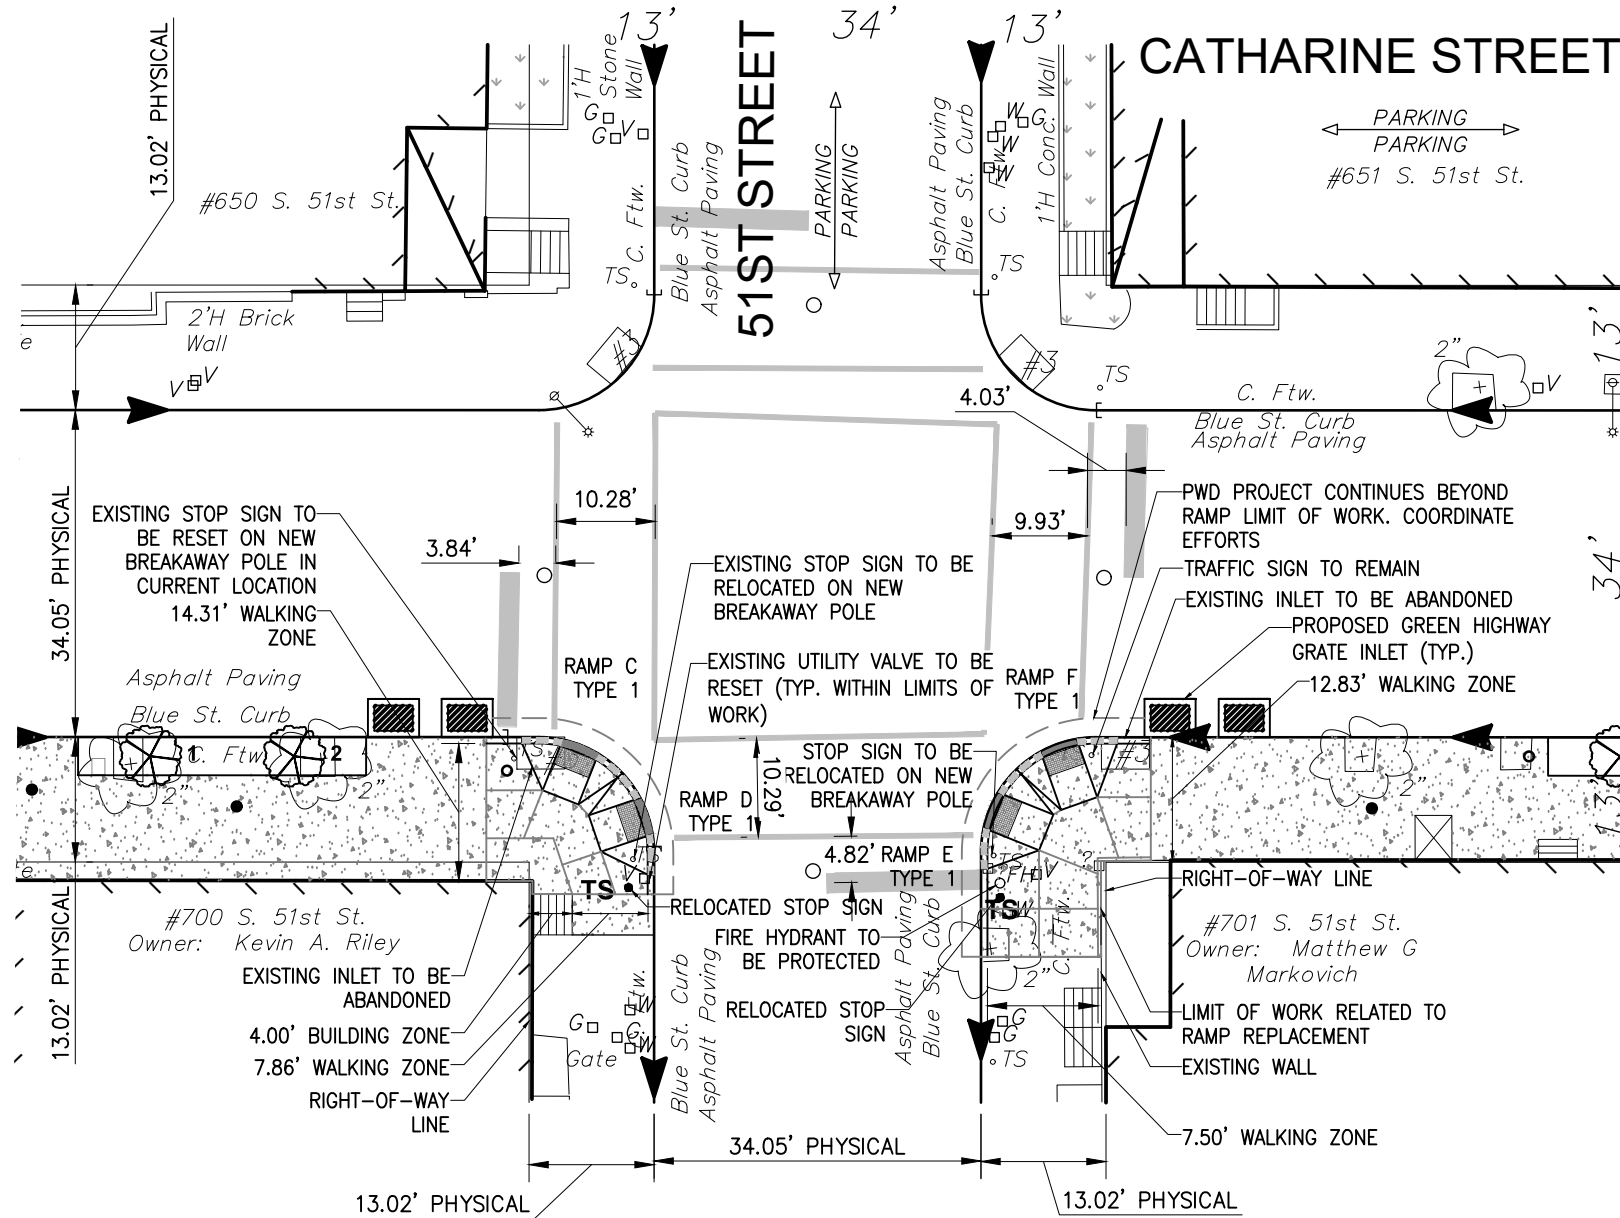 13'
34'
13'
CATHARINE STREET
51ST STREET
13.02' PHYSICAL
1'H
Stone
Wall
G
G
V
W
G
W
W
1'H Conc. Wall
PARKING
PARKING
PARKING
PARKING
#650 S. 51st St.
#651 S. 51st St.
C. Ftw.
Blue St. Curb
Asphalt Paving
Asphalt Paving
Blue St. Curb
C. Ftw.
TS
TS
2'H Brick
Wall
e
V
V
#3
#3
TS
2"
V
13'
4.03'
C. Ftw.
Blue St. Curb
Asphalt Paving
34.05' PHYSICAL
EXISTING STOP SIGN TO
BE RESET ON NEW
BREAKAWAY POLE IN
CURRENT LOCATION
14.31' WALKING
ZONE
10.28'
3.84'
9.93'
PWD PROJECT CONTINUES BEYOND
RAMP LIMIT OF WORK. COORDINATE
EFFORTS
TRAFFIC SIGN TO REMAIN
EXISTING INLET TO BE ABANDONED
PROPOSED GREEN HIGHWAY
GRATE INLET (TYP.)
12.83' WALKING ZONE
34'
EXISTING STOP SIGN TO BE
RELOCATED ON NEW
BREAKAWAY POLE
RAMP C
TYPE 1
EXISTING UTILITY VALVE TO BE
RESET (TYP. WITHIN LIMITS OF
WORK)
RAMP F
TYPE 1
Asphalt Paving
Blue St. Curb
C. Ftw.
1
2
2"
2"
STOP SIGN TO BE
RELOCATED ON NEW
BREAKAWAY POLE
10.29'
RAMP D
TYPE 1
#3
2"
13'
4.82'
RAMP E
TYPE 1
TS
FH
V
?
e
TS
TS
W
RIGHT-OF-WAY LINE
RELOCATED STOP SIGN
#700 S. 51st St.
Owner: Kevin A. Riley
#701 S. 51st St.
Owner: Matthew G
Markovich
FIRE HYDRANT TO
BE PROTECTED
C. Ftw.
2"
EXISTING INLET TO BE
ABANDONED
4.00' BUILDING ZONE
7.86' WALKING ZONE
RIGHT-OF-WAY
LINE
RELOCATED STOP
SIGN
LIMIT OF WORK RELATED TO
RAMP REPLACEMENT
EXISTING WALL
7.50' WALKING ZONE
13.02' PHYSICAL
Ftw.
W
G
G
W
Gate
Blue St. Curb
Asphalt Paving
Asphalt Paving
Blue St. Curb
G
G
TS
34.05' PHYSICAL
13.02' PHYSICAL
13.02' PHYSICAL